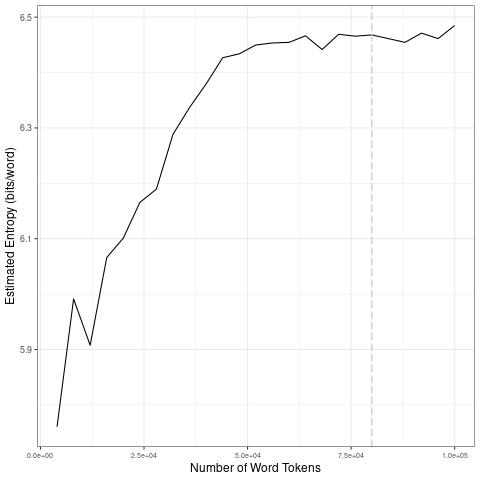 Estimated Entropy (bits/word)
6.5
6.3
6.1
5.9
0.0e+00 2.5e+04 5.0e+04 7.5e+04 1.0e+05
Number of Word Tokens